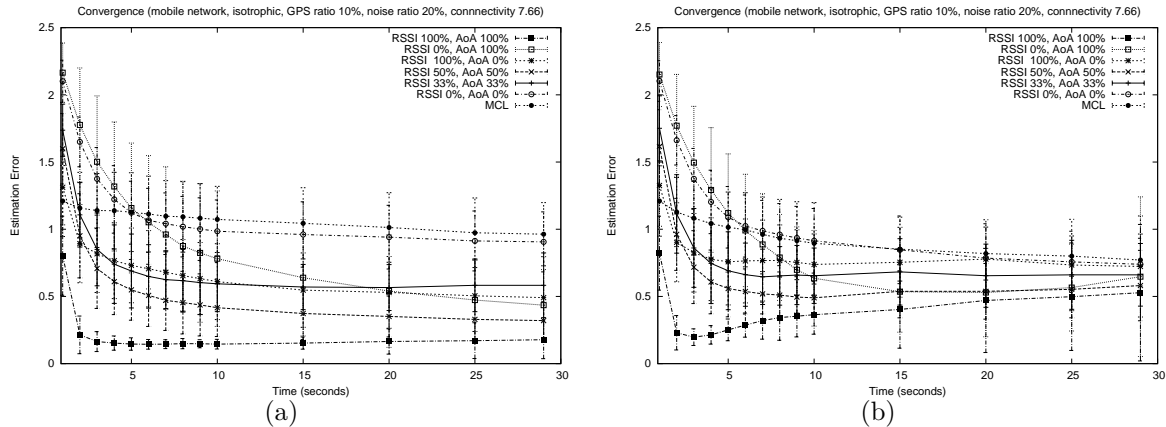 Convergence (mobile network, isotrophic, GPS ratio 10%, noise ratio 20%, connnectivity 7.66)
RSSI 100%, AoA 100%
RSSI 0%, AoA 100%
RSSI 100%, AoA 0%
RSSI 50%, AoA 50%
RSSI 33%, AoA 33%
RSSI 0%, AoA 0%
MCL
Estimation Error
2.5
2
1.5
1
0.5
0
5 10 15 20 25 30
Time (seconds)
(a)
Convergence (mobile network, isotrophic, GPS ratio 10%, noise ratio 20%, connnectivity 7.66)
RSSI 100%, AoA 100%
RSSI 0%, AoA 100%
RSSI 100%, AoA 0%
RSSI 50%, AoA 50%
RSSI 33%, AoA 33%
RSSI 0%, AoA 0%
MCL
Estimation Error
2.5
2
1.5
1
0.5
0
5 10 15 20 25 30
Time (seconds)
(b)